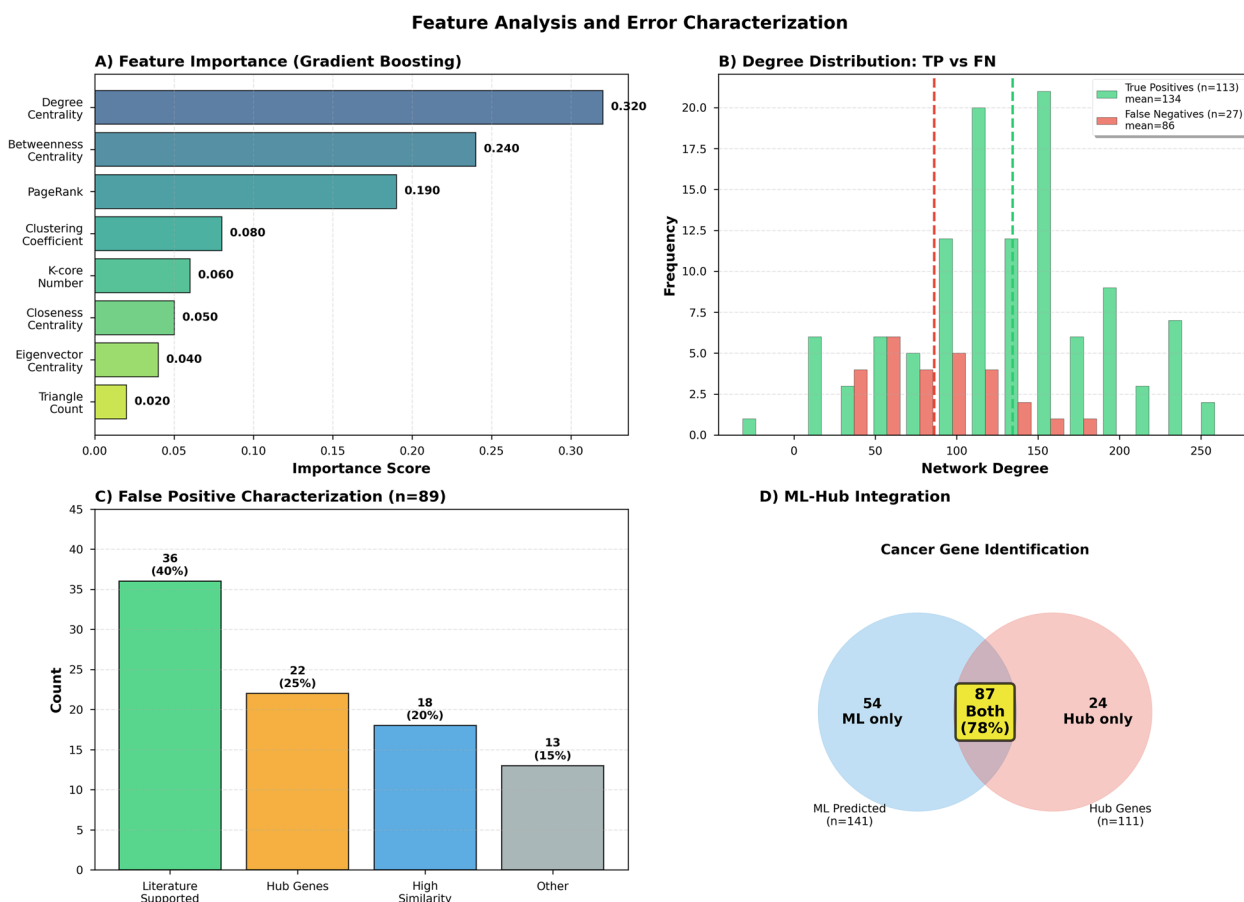 Feature Analysis and Error Characterization
A) Feature Importance (Gradient Boosting)
Degree
Centrality
0.320
Betweenness
Centrality
0.240
PageRank
0.190
Clustering
Coefficient
0.080
K-core
Number
0.060
Closeness
Centrality
0.050
Eigenvector
Centrality
0.040
Triangle
Count
0.020
0.00 0.05 0.10 0.15 0.20 0.25 0.30
Importance Score
B) Degree Distribution: TP vs FN
True Positives (n=113)
mean=134
False Negatives (n=27)
mean=86
20.0
17.5
15.0
12.5
10.0
7.5
5.0
2.5
0.0
Frequency
0 50 100 150 200 250
Network Degree
C) False Positive Characterization (n=89)
45
40
35
30
25
20
15
10
5
0
Count
36
(40%)
22
(25%)
18
(20%)
13
(15%)
Literature
Supported
Hub Genes
High
Similarity
Other
D) ML-Hub Integration
Cancer Gene Identification
54
ML only
87
Both
(78%)
24
Hub only
ML Predicted
(n=141)
Hub Genes
(n=111)